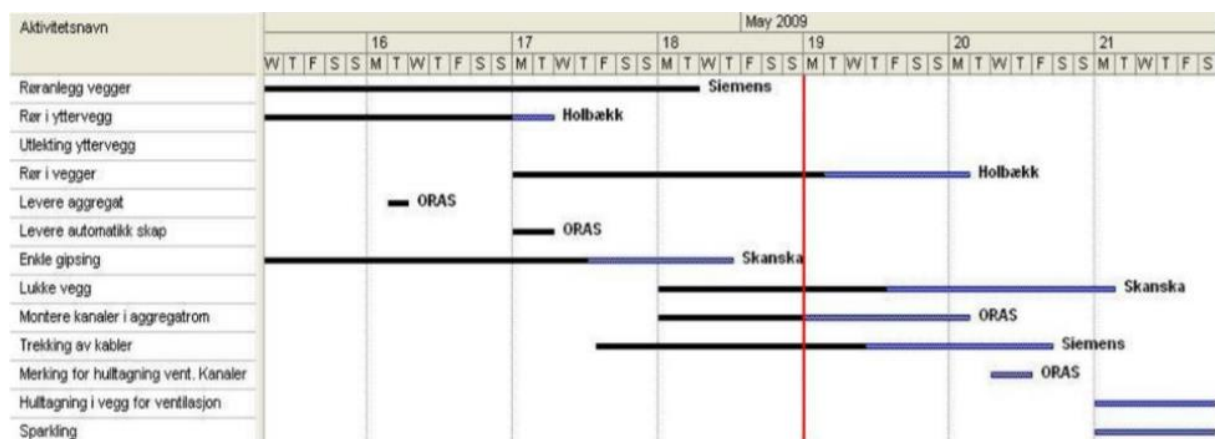 Aktivitetsnavn
May 2009
16 17 18 19 20 21
W T F S S M T W T F S S M T W T F S S M T W T F S S M T W T F S S M T W T F S S M T W T F S
Røranlegg vegger Siemens
Rør i yttervegg Holbækk
Utlekting yttervegg
Rør i vegger Holbækk
Levere aggregat ORAS
Levere automatikk skap ORAS
Enkle gipsing Skanska
Lukke vegg Skanska
Montere kanaler i aggregatrom ORAS
Trekking av kabler Siemens
Merking for hulltagning vent. Kanaler ORAS
Hulltagning i vegg for ventilasjon
Sparkling